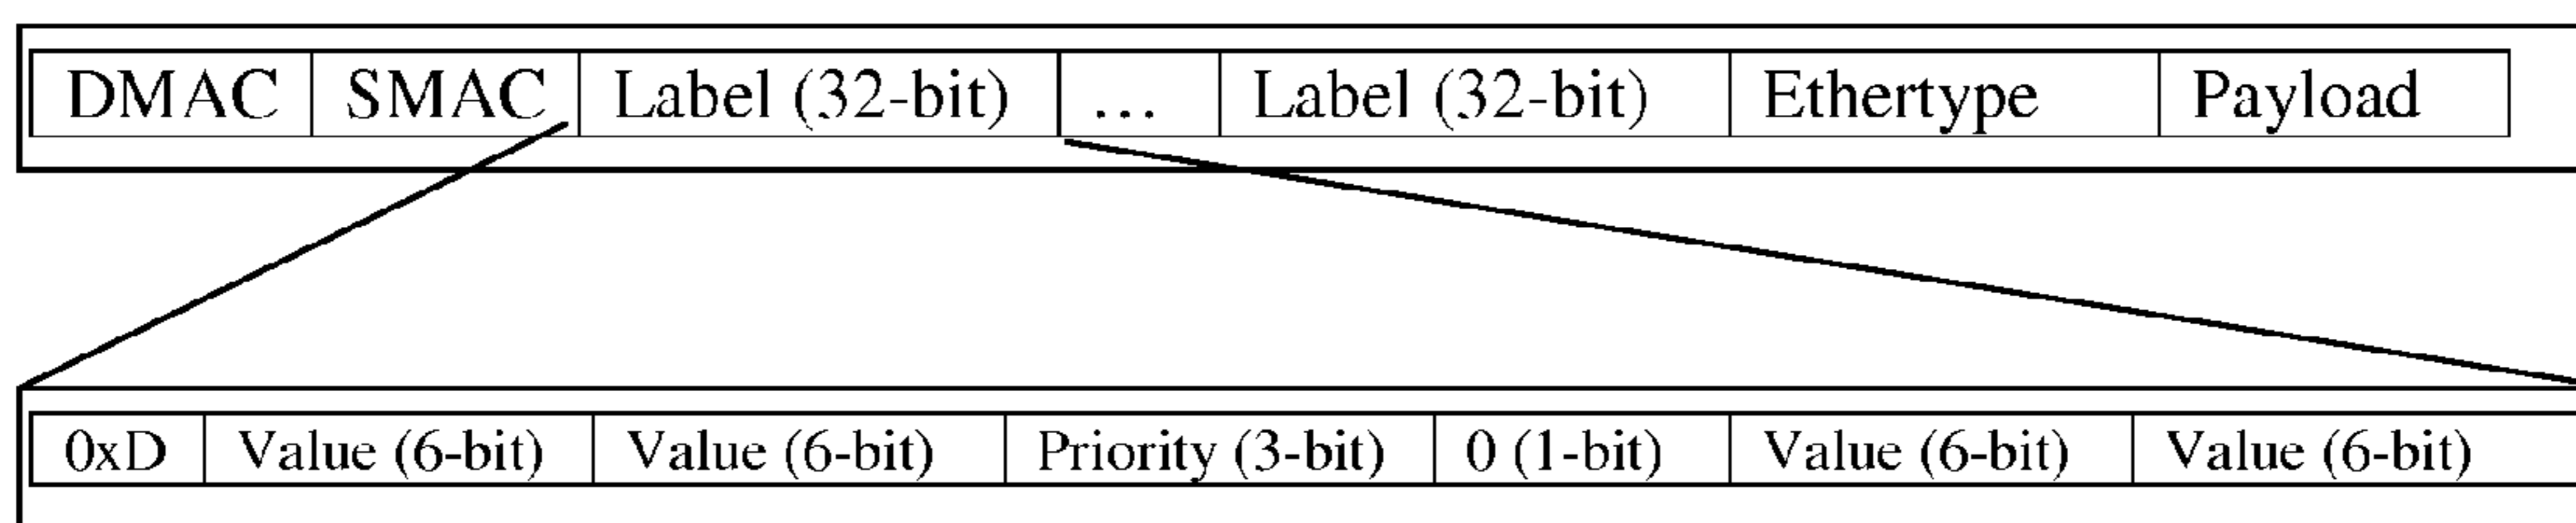 DMAC SMAC Label (32-bit) ... Label (32-bit) Ethertype Payload
0xD Value (6-bit) Value (6-bit) Priority (3-bit) 0 (1-bit) Value (6-bit) Value (6-bit)